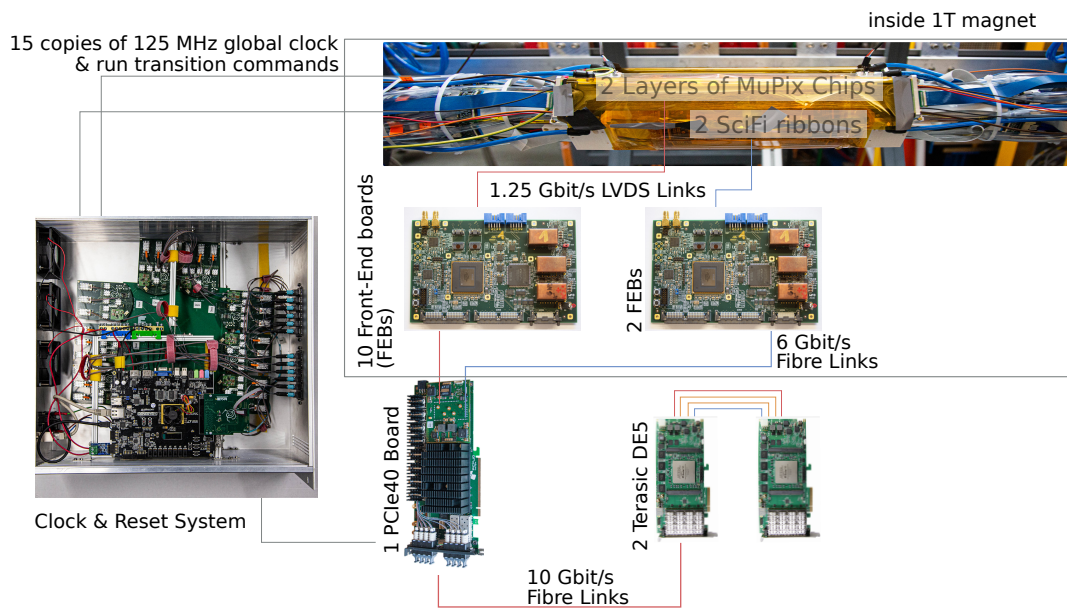 inside 1T magnet
15 copies of 125 MHz global clock
& run transition commands
2 Layers of MuPix Chips
2 SciFi ribbons
1.25 Gbit/s LVDS Links
10 Front-End boards
(FEBs)
2 FEBs
6 Gbit/s
Fibre Links
1 PCIe40 Board
2 Terasic DE5
Clock & Reset System
10 Gbit/s
Fibre Links